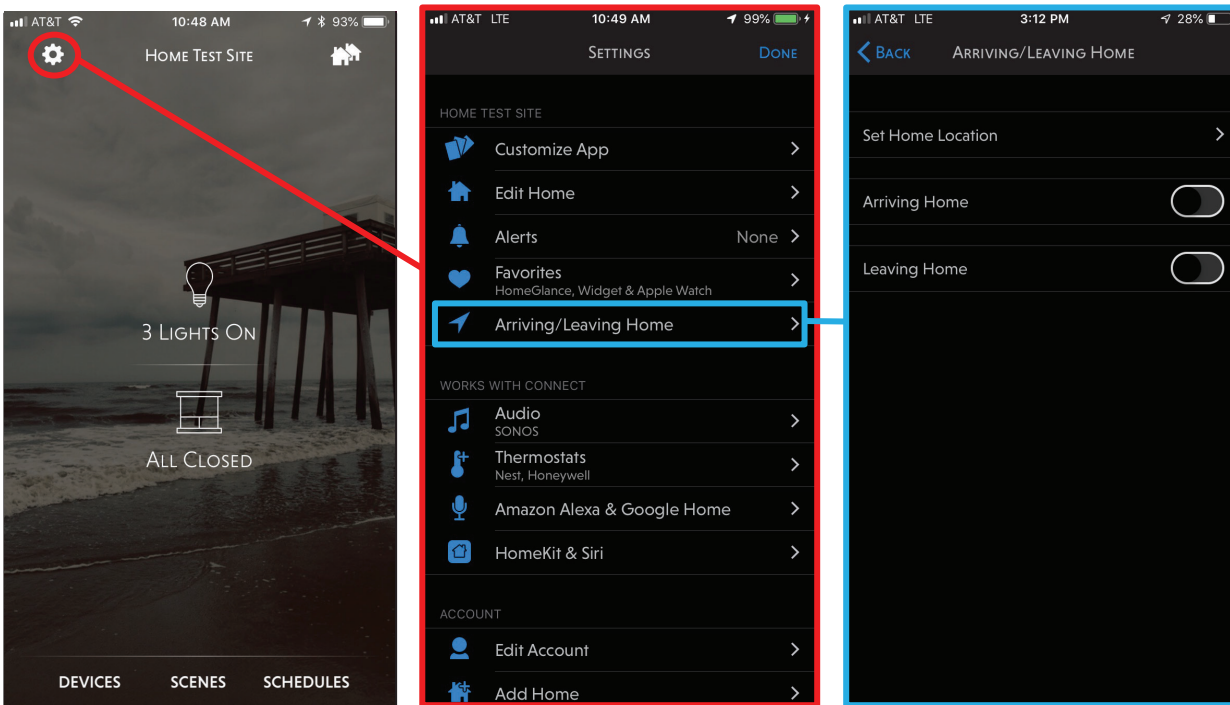 AT&T 10:48 AM 93%
HOME TEST SITE
3 LIGHTS ON
ALL CLOSED
DEVICES SCENES SCHEDULES
AT&T LTE 10:49 AM 99%
SETTINGS DONE
HOME TEST SITE
Customize App
Edit Home
Alerts None
Favorites
HomeGlance, Widget & Apple Watch
Arriving/Leaving Home
WORKS WITH CONNECT
Audio
SONOS
Thermostats
Nest, Honeywell
Amazon Alexa & Google Home
HomeKit & Siri
ACCOUNT
Edit Account
Add Home
AT&T LTE 3:12 PM 28%
BACK ARRIVING/LEAVING HOME
Set Home Location
Arriving Home
Leaving Home